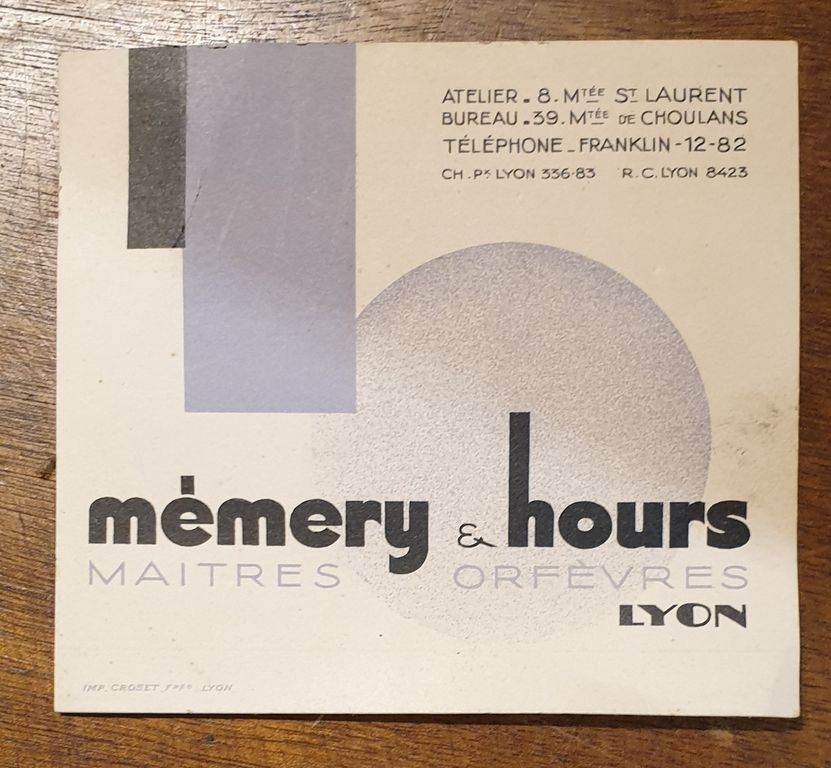 ATELIER. 8. Mtée St LAURENT
BUREAU. 39. Mtée DE CHOULANS
TÉLÉPHONE - FRANKLIN - 12-82
CH. Px LYON 336-83 R.C. LYON 8423
mémery & hours
MAITRES ORFÈVRES
LYON
IMP. CROSET FRES LYON